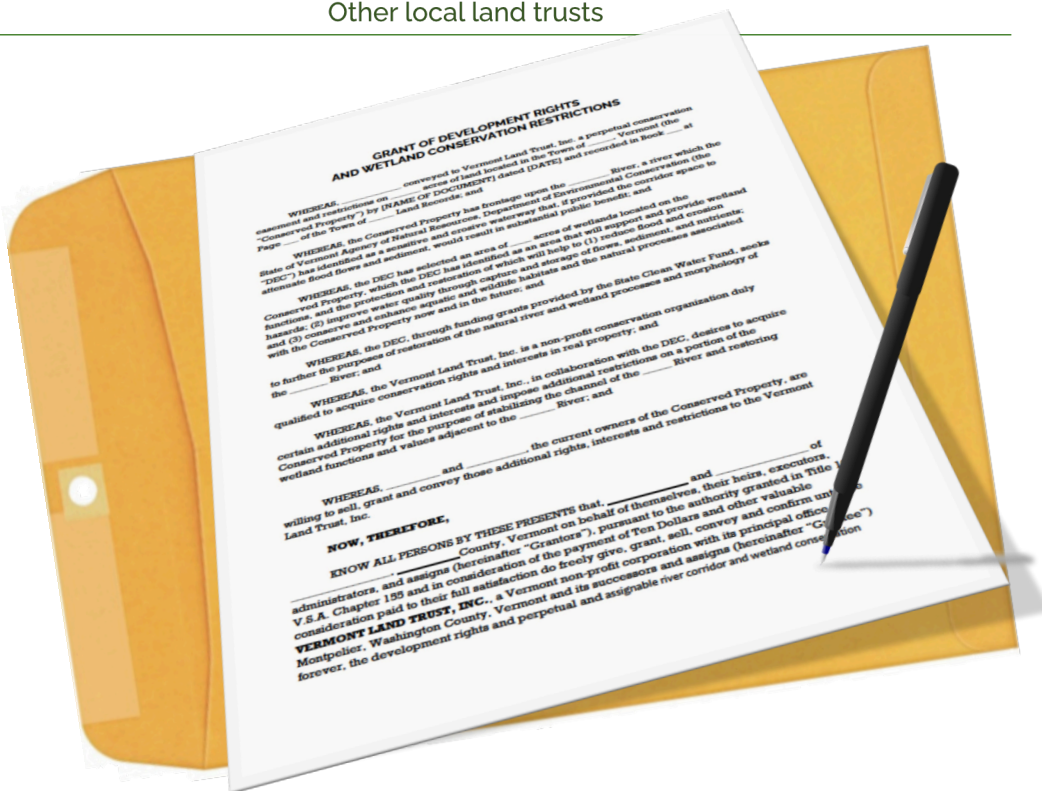 Other local land trusts
GRANT OF DEVELOPMENT RIGHTS
AND WETLAND CONSERVATION RESTRICTIONS
WHEREAS, ________ conveyed to Vermont Land Trust, Inc. a perpetual conservation
easement and restrictions on _____ acres of land located in the Town of _____, Vermont (the
"Conserved Property") by [NAME OF DOCUMENT] dated [DATE] and recorded in Book ___ at
Page ___ of the Town of _____ Land Records; and
WHEREAS, the Conserved Property has frontage upon the _______ River, a river which the
State of Vermont Agency of Natural Resources, Department of Environmental Conservation (the
"DEC") has identified as a sensitive and erosive waterway that, if provided the corridor space to
attenuate flood flows and sediment, would result in substantial public benefit; and
WHEREAS, the DEC has selected an area of ____ acres of wetlands located on the
Conserved Property, which the DEC has identified as an area that will support and provide wetland
functions, and the protection and restoration of which will help to (1) reduce flood and erosion
hazards; (2) improve water quality through capture and storage of flows, sediment, and nutrients;
and (3) conserve and enhance aquatic and wildlife habitats and the natural processes associated
with the Conserved Property now and in the future; and
WHEREAS, the DEC, through funding grants provided by the State Clean Water Fund, seeks
to further the purposes of restoration of the natural river and wetland processes and morphology of
the _______ River; and
WHEREAS, the Vermont Land Trust, Inc. is a non-profit conservation organization duly
qualified to acquire conservation rights and interests in real property; and
WHEREAS, the Vermont Land Trust, Inc., in collaboration with the DEC, desires to acquire
certain additional rights and interests and impose additional restrictions on a portion of the
Conserved Property for the purpose of stabilizing the channel of the _____ River and restoring
wetland functions and values adjacent to the ______ River; and
WHEREAS, _________ and __________, the current owners of the Conserved Property, are
willing to sell, grant and convey those additional rights, interests and restrictions to the Vermont
Land Trust, Inc.
NOW, THEREFORE,
KNOW ALL PERSONS BY THESE PRESENTS that, ____________ and ______________ of
______________, __________County, Vermont on behalf of themselves, their heirs, executors,
administrators, and assigns (hereinafter "Grantors"), pursuant to the authority granted in Title
V.S.A. Chapter 155 and in consideration of the payment of Ten Dollars and other valuable
consideration paid to their full satisfaction do freely give, grant, sell, convey and confirm
VERMONT LAND TRUST, INC., a Vermont non-profit corporation with its principal office
Montpelier, Washington County, Vermont and its successors and assigns (hereinafter
forever, the development rights and perpetual and assignable river corridor and wetland